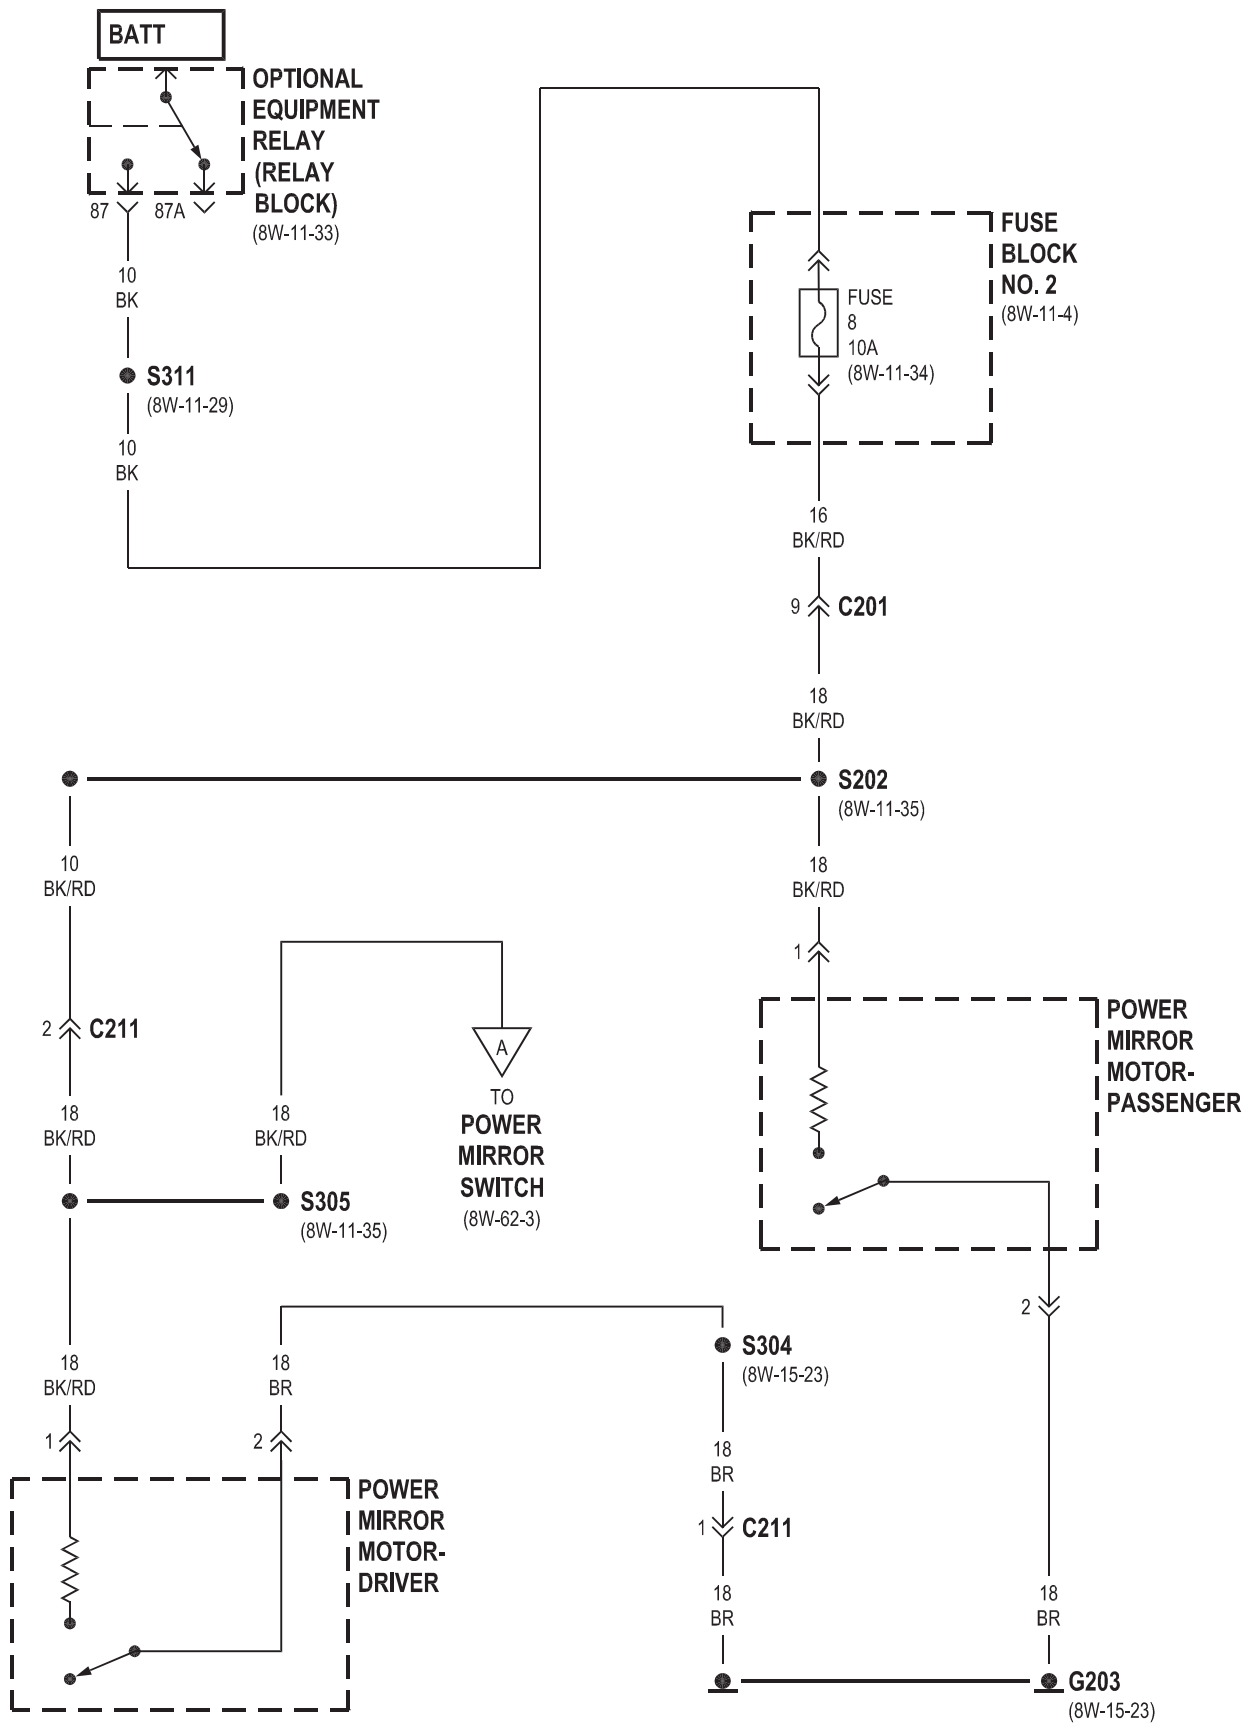 BATT
OPTIONAL
EQUIPMENT
RELAY
(RELAY
BLOCK)
(8W-11-33)
87
87A
10
BK
S311
(8W-11-29)
10
BK
FUSE
BLOCK
NO. 2
(8W-11-4)
FUSE
8
10A
(8W-11-34)
16
BK/RD
9
C201
18
BK/RD
S202
(8W-11-35)
10
BK/RD
18
BK/RD
1
2
C211
A
TO
POWER
MIRROR
SWITCH
(8W-62-3)
POWER
MIRROR
MOTOR-
PASSENGER
18
BK/RD
18
BK/RD
S305
(8W-11-35)
2
S304
(8W-15-23)
18
BK/RD
18
BR
1
2
18
BR
POWER
MIRROR
MOTOR-
DRIVER
1
C211
18
BR
18
BR
G203
(8W-15-23)